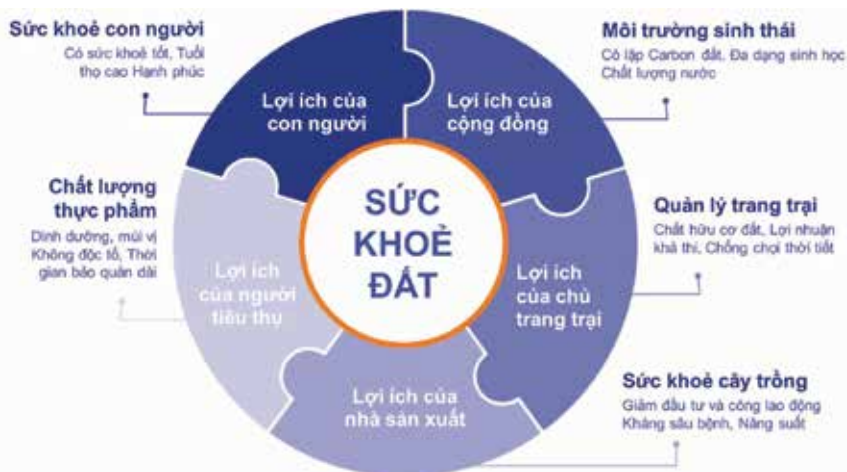 Sức khoẻ con người
Có sức khoẻ tốt, Tuổi
thọ cao Hạnh phúc
Môi trường sinh thái
Cô lập Carbon đất, Đa dạng sinh học
Chất lượng nước
Lợi ích của
con người
Lợi ích của
cộng đồng
Chất lượng
thực phẩm
Dinh dưỡng, mùi vị
Không độc tố, Thời
gian bảo quản dài
SỨC
KHOẺ
ĐẤT
Quản lý trang trại
Chất hữu cơ đất, Lợi nhuận
khả thi, Chống chọi thời tiết
Lợi ích
của người
tiêu thụ
Lợi ích
của chủ
trang trại
Lợi ích của
nhà sản xuất
Sức khoẻ cây trồng
Giảm đầu tư và công lao động
Kháng sâu bệnh, Năng suất